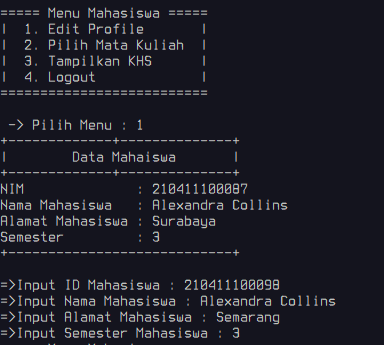 ===== Menu Mahasiswa =====
| 1. Edit Profile |
| 2. Pilih Mata Kuliah |
| 3. Tampilkan KHS |
| 4. Logout |
==========================
-> Pilih Menu : 1
+-------------+--------------+
| Data Mahaiswa |
+-------------+--------------+
NIM : 210411100087
Nama Mahasiswa : Alexandra Collins
Alamat Mahasiswa : Surabaya
Semester : 3
+----------------------------+
=>Input ID Mahasiswa : 210411100098
=>Input Nama Mahasiswa : Alexandra Collins
=>Input Alamat Mahasiswa : Semarang
=>Input Semester Mahasiswa : 3